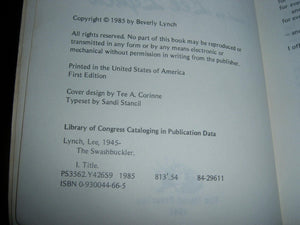 Copyright © 1985 by Beverly Lynch
All rights reserved. No part of this book may be reproduced or
transmitted in any form or by any means electronic or
mechanical without permission in writing from the publisher.
Printed in the United States of America
First Edition
Cover design by Tee A. Corinne
Typeset by Sandi Stancil
Library of Congress Cataloging in Publication Data
Lynch, Lee, 1945-
The Swashbuckler.
I. Title.
PS3562.Y426S9 1985 813'.54 84-29611
ISBN 0-930044-66-5